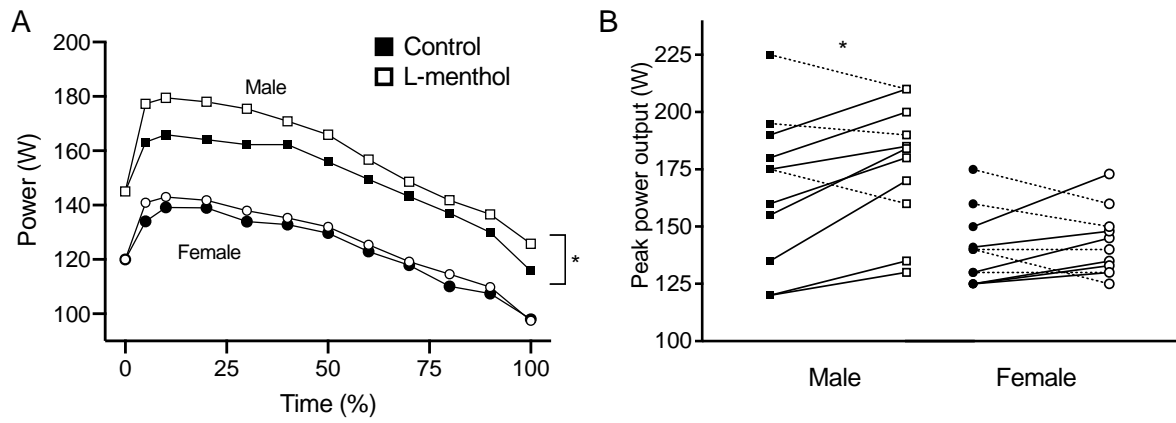 A
200
180
160
140
120
100
Power (W)
Male
Female
Control
L-menthol
*
0
25
50
75
100
Time (%)
B
225
200
175
150
125
100
Peak power output (W)
*
Male
Female